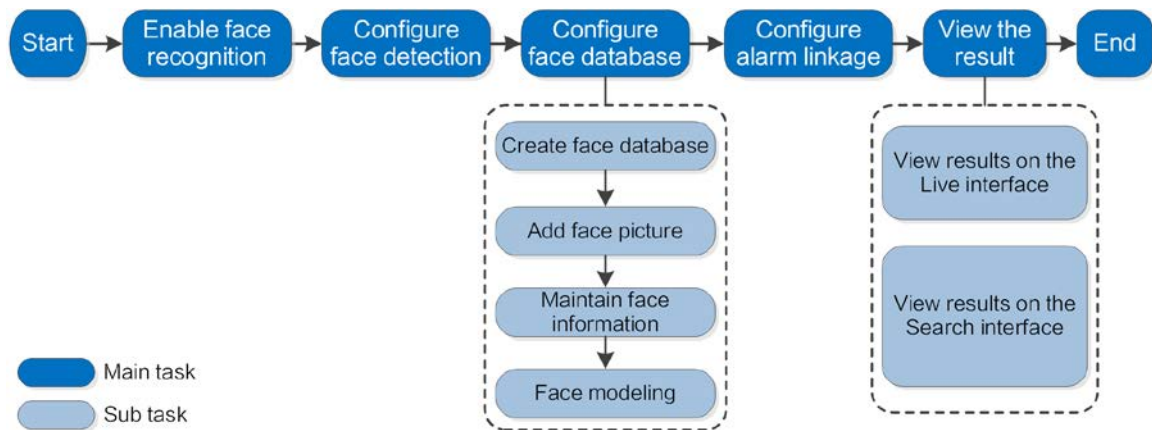 Start
Enable face
recognition
Configure
face detection
Configure
face database
Configure
alarm linkage
View the
result
End
Create face database
Add face picture
Maintain face
information
Face modeling
View results on the
Live interface
View results on the
Search interface
Main task
Sub task